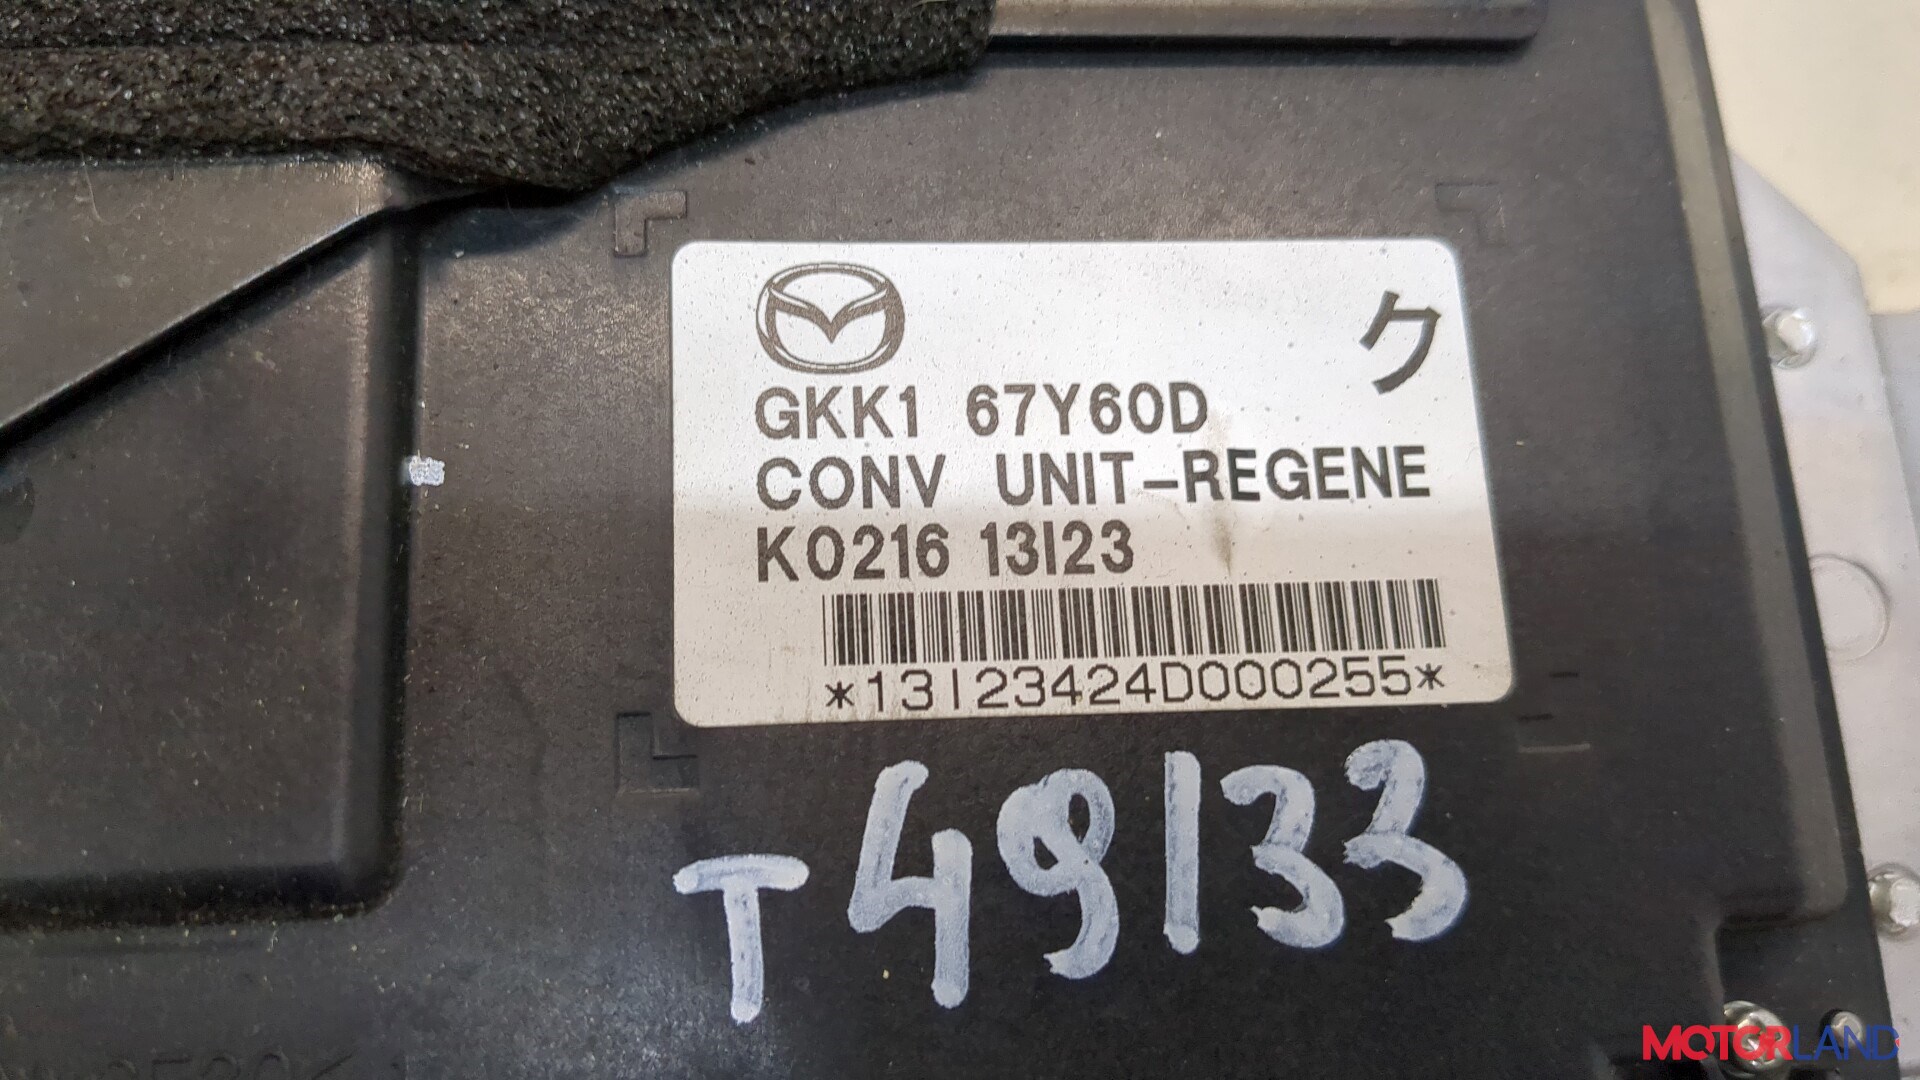 ク
GKK1 67Y60D
CONV UNIT-REGENE
K0216 13I23
*13I23424D000255*
T49133
MOTORLAND